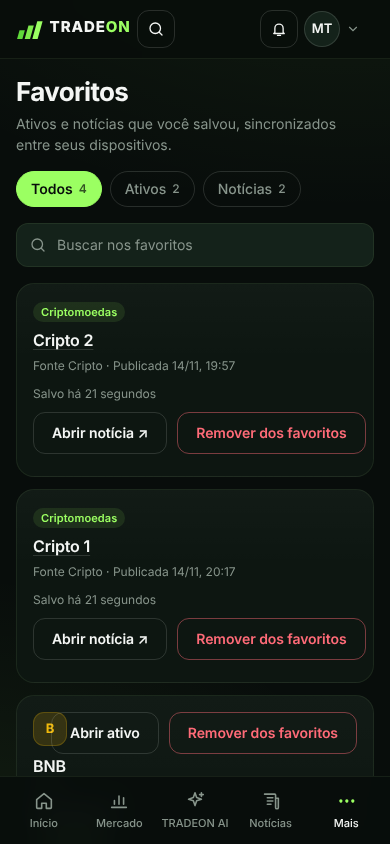 TRADEON
MT
Favoritos
Ativos e notícias que você salvou, sincronizados
entre seus dispositivos.
Todos 4
Ativos 2
Notícias 2
Buscar nos favoritos
Criptomoedas
Cripto 2
Fonte Cripto · Publicada 14/11, 19:57
Salvo há 21 segundos
Abrir notícia ↗
Remover dos favoritos
Criptomoedas
Cripto 1
Fonte Cripto · Publicada 14/11, 20:17
Salvo há 21 segundos
Abrir notícia ↗
Remover dos favoritos
B
Abrir ativo
Remover dos favoritos
BNB
Início
Mercado
TRADEON AI
Notícias
Mais